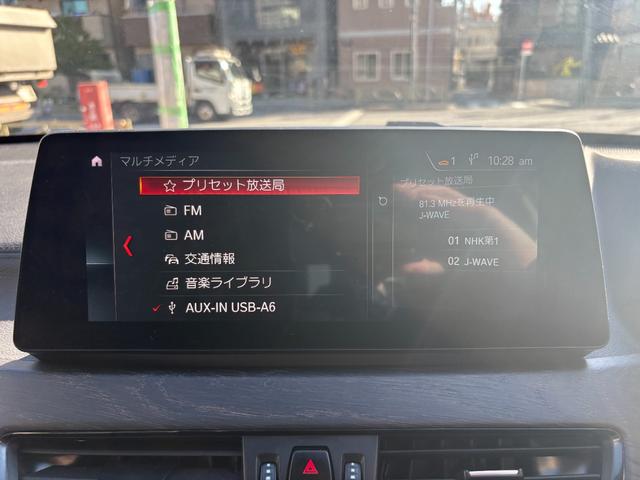 マルチメディア
1 10:28 am
プリセット放送局
FM
AM
交通情報
音楽ライブラリ
AUX-IN USB-A6
プリセット放送局
81.3 MHzを再生中
J-WAVE
01 NHK第1
02 J-WAVE